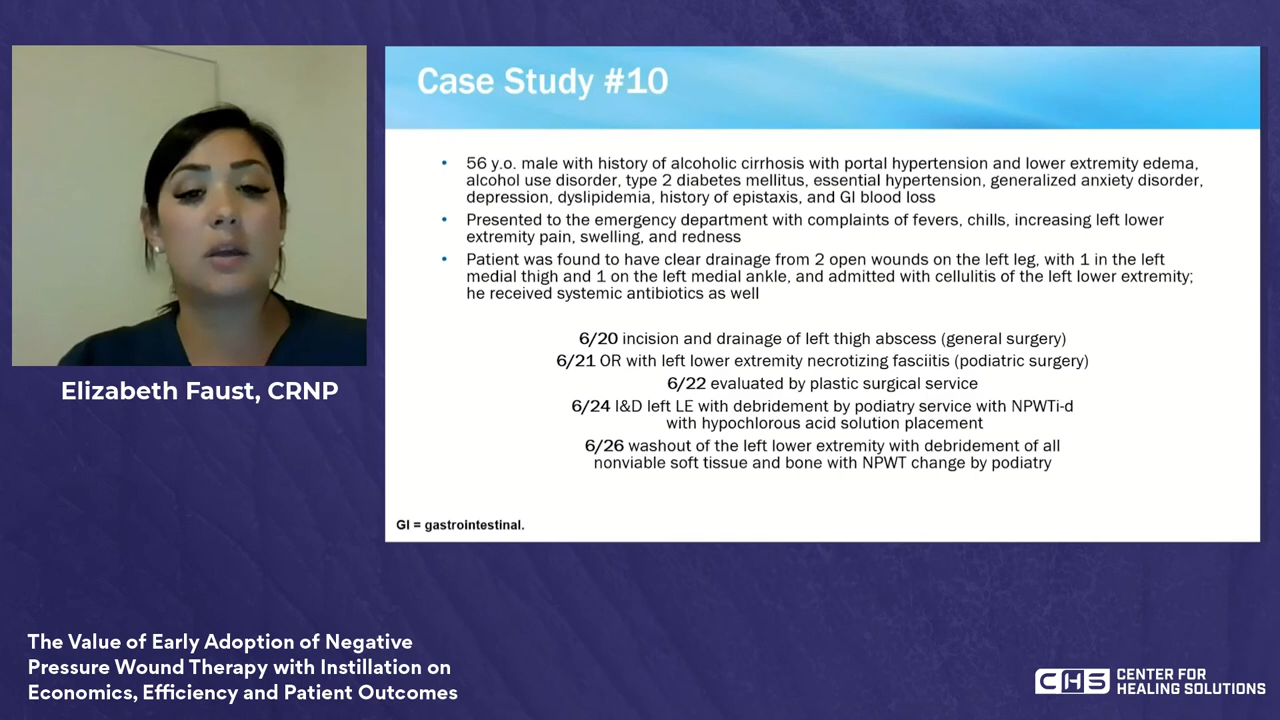 Case Study #10
• 56 y.o. male with history of alcoholic cirrhosis with portal hypertension and lower extremity edema,
alcohol use disorder, type 2 diabetes mellitus, essential hypertension, generalized anxiety disorder,
depression, dyslipidemia, history of epistaxis, and GI blood loss
• Presented to the emergency department with complaints of fevers, chills, increasing left lower
extremity pain, swelling, and redness
• Patient was found to have clear drainage from 2 open wounds on the left leg, with 1 in the left
medial thigh and 1 on the left medial ankle, and admitted with cellulitis of the left lower extremity;
he received systemic antibiotics as well
6/20 incision and drainage of left thigh abscess (general surgery)
6/21 OR with left lower extremity necrotizing fasciitis (podiatric surgery)
6/22 evaluated by plastic surgical service
6/24 I&D left LE with debridement by podiatry service with NPWTi-d
with hypochlorous acid solution placement
6/26 washout of the left lower extremity with debridement of all
nonviable soft tissue and bone with NPWT change by podiatry
GI = gastrointestinal.
Elizabeth Faust, CRNP
The Value of Early Adoption of Negative
Pressure Wound Therapy with Instillation on
Economics, Efficiency and Patient Outcomes
CHS CENTER FOR
HEALING SOLUTIONS